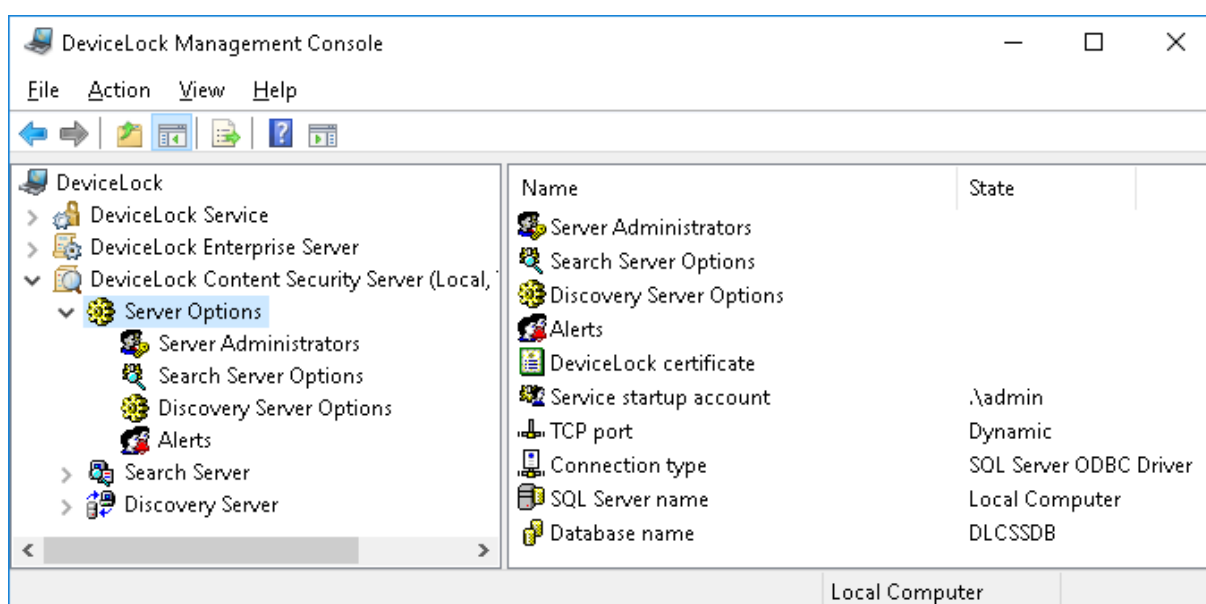 DeviceLock Management Console
File Action View Help
DeviceLock
DeviceLock Service
DeviceLock Enterprise Server
DeviceLock Content Security Server (Local,
Server Options
Server Administrators
Search Server Options
Discovery Server Options
Alerts
Search Server
Discovery Server
Name State
Server Administrators
Search Server Options
Discovery Server Options
Alerts
DeviceLock certificate
Service startup account .\admin
TCP port Dynamic
Connection type SQL Server ODBC Driver
SQL Server name Local Computer
Database name DLCSSDB
Local Computer